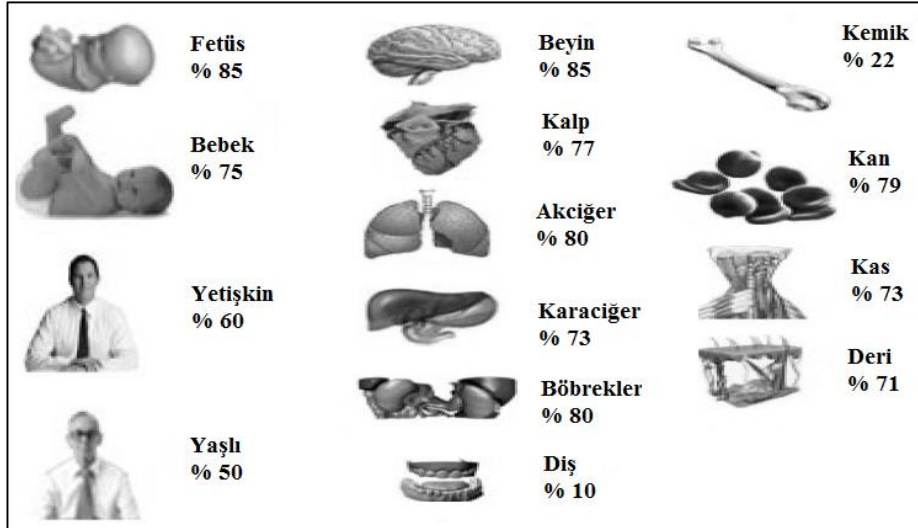 Fetüs
% 85
Bebek
% 75
Yetişkin
% 60
Yaşlı
% 50
Beyin
% 85
Kalp
% 77
Akciğer
% 80
Karaciğer
% 73
Böbrekler
% 80
Diş
% 10
Kemik
% 22
Kan
% 79
Kas
% 73
Deri
% 71